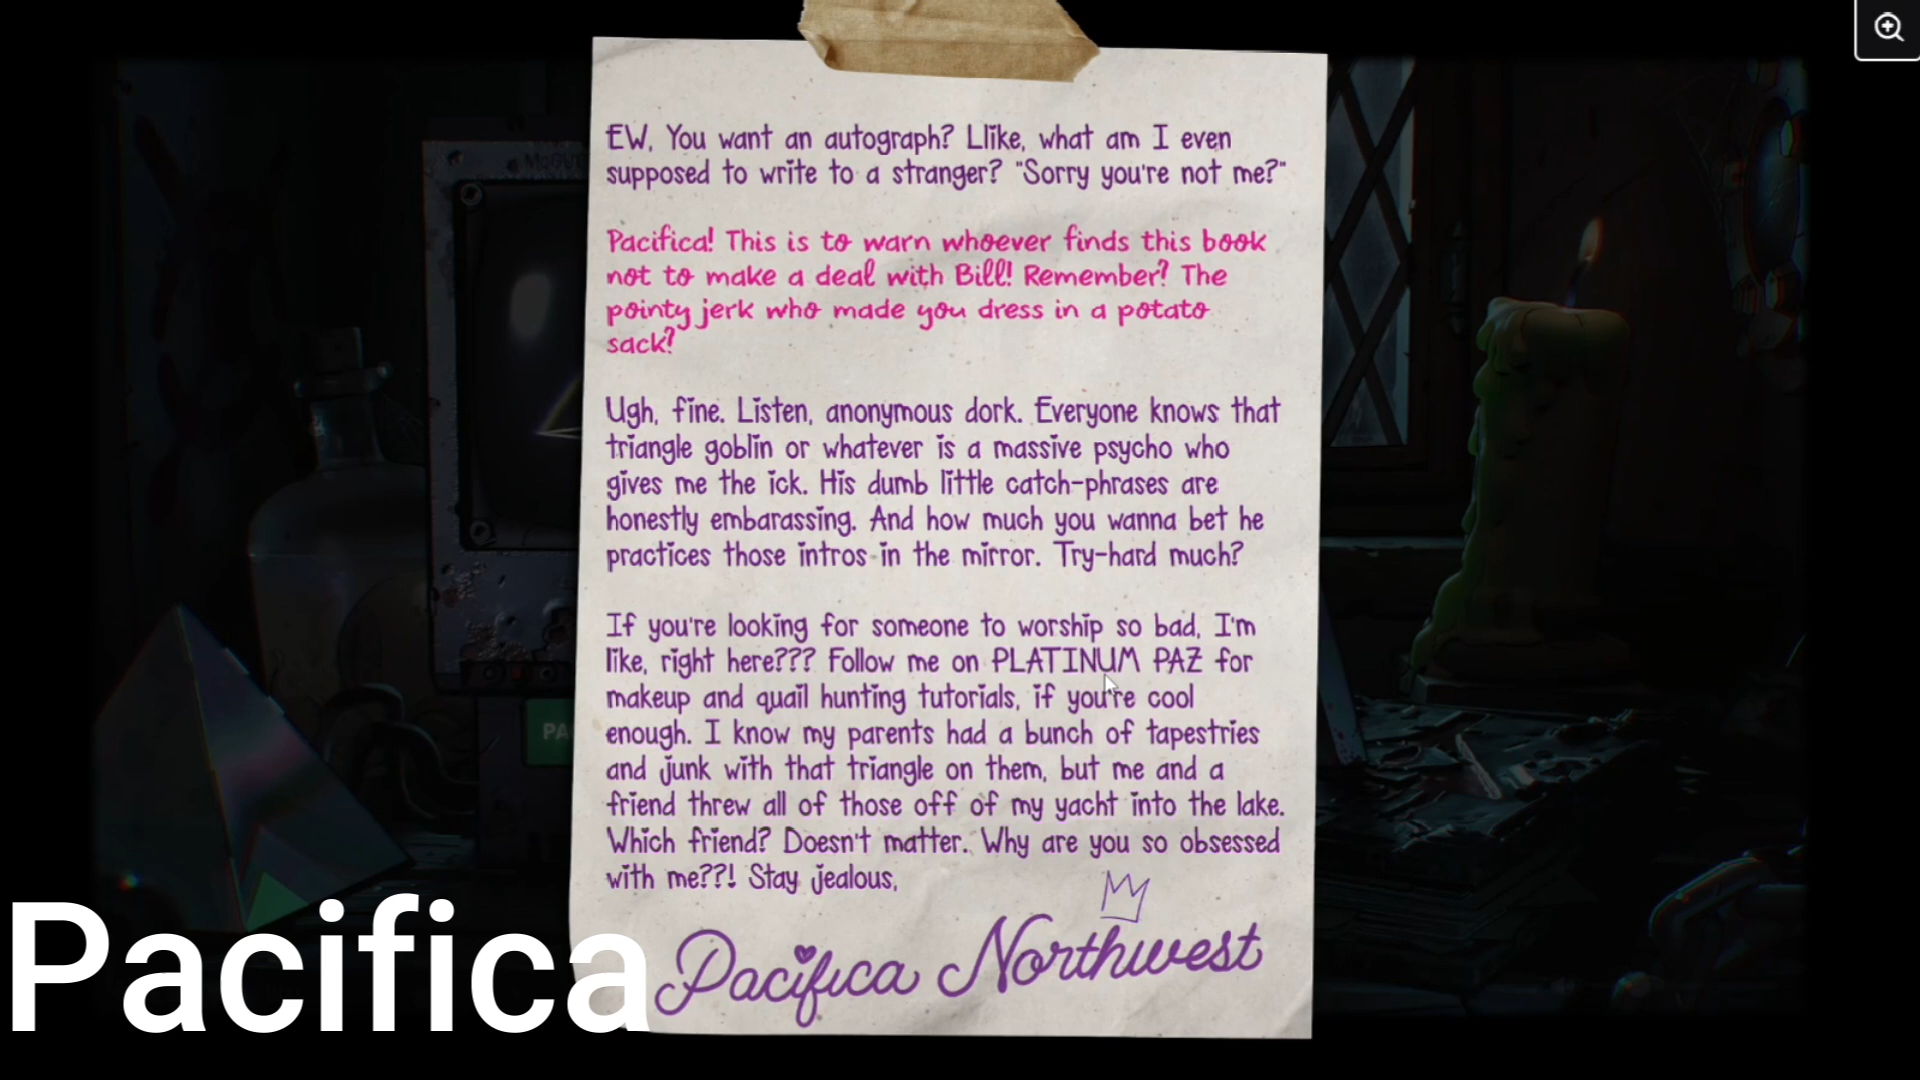 EW, You want an autograph? Llike, what am I even
supposed to write to a stranger? "Sorry you're not me?"
Pacifica! This is to warn whoever finds this book
not to make a deal with Bill! Remember? The
pointy jerk who made you dress in a potato
sack?
Ugh, fine. Listen, anonymous dork. Everyone knows that
triangle goblin or whatever is a massive psycho who
gives me the ick. His dumb little catch-phrases are
honestly embarassing. And how much you wanna bet he
practices those intros in the mirror. Try-hard much?
If you're looking for someone to worship so bad, I'm
like, right here??? Follow me on PLATINUM PAZ for
makeup and quail hunting tutorials, if you're cool
enough. I know my parents had a bunch of tapestries
and junk with that triangle on them, but me and a
friend threw all of those off of my yacht into the lake.
Which friend? Doesn't matter. Why are you so obsessed
with me??! Stay jealous,
Pacifica Northwest
Pacifica